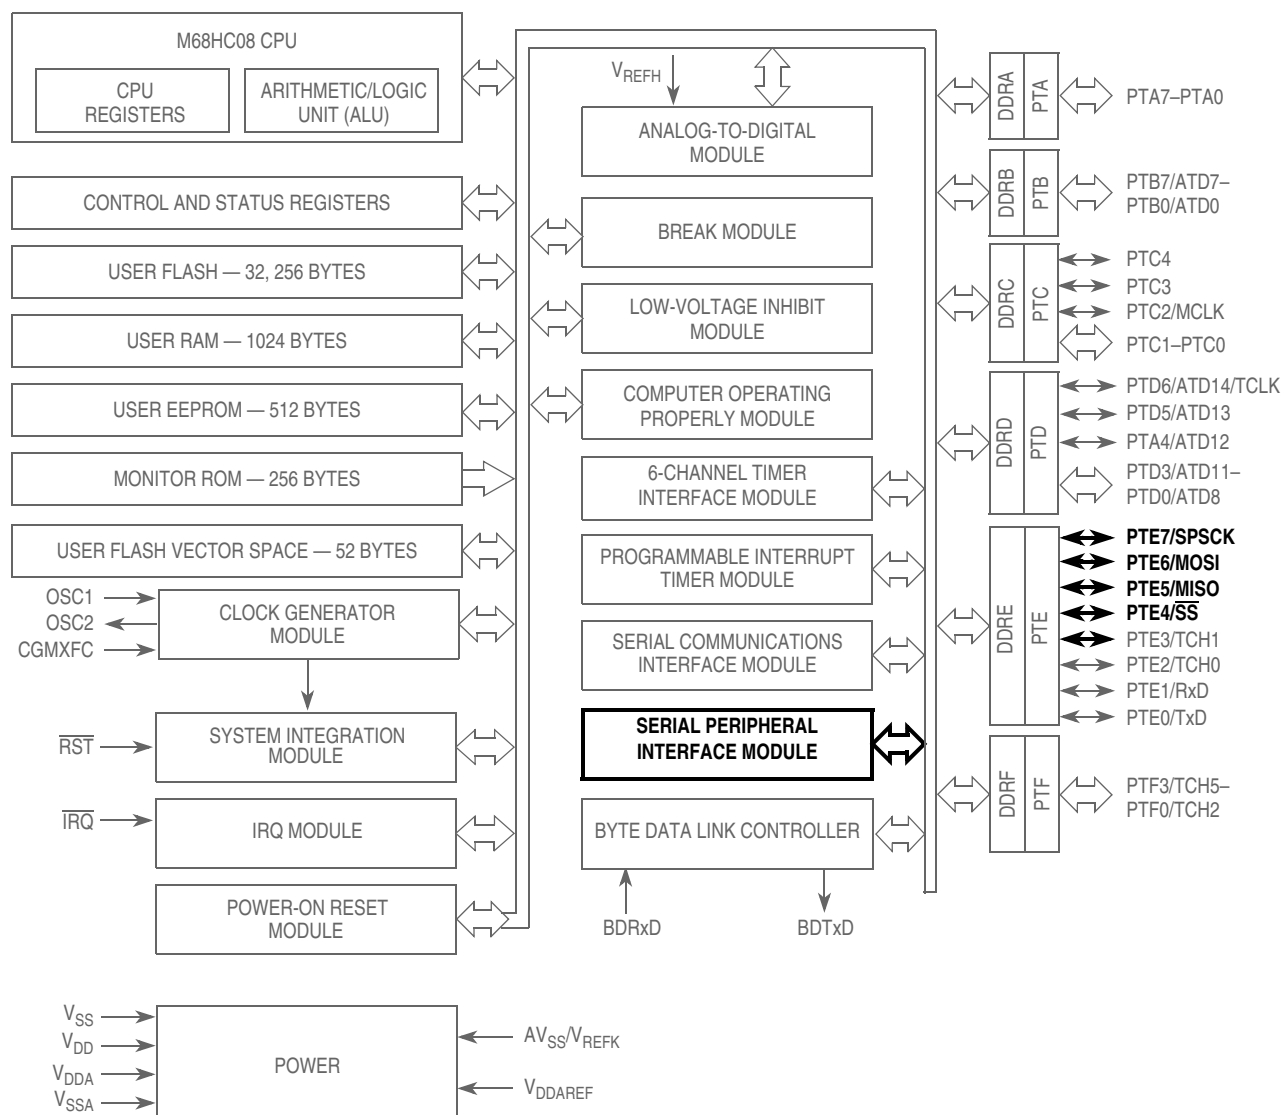 M68HC08 CPU
CPU
REGISTERS
ARITHMETIC/LOGIC
UNIT (ALU)
CONTROL AND STATUS REGISTERS
USER FLASH — 32, 256 BYTES
USER RAM — 1024 BYTES
USER EEPROM — 512 BYTES
MONITOR ROM — 256 BYTES
USER FLASH VECTOR SPACE — 52 BYTES
OSC1
OSC2
CGMXFC
CLOCK GENERATOR
MODULE
RST
SYSTEM INTEGRATION
MODULE
IRQ
IRQ MODULE
POWER-ON RESET
MODULE
VSS
VDD
VDDA
VSSA
POWER
AVSS/VREFK
VDDAREF
VREFH
ANALOG-TO-DIGITAL
MODULE
BREAK MODULE
LOW-VOLTAGE INHIBIT
MODULE
COMPUTER OPERATING
PROPERLY MODULE
6-CHANNEL TIMER
INTERFACE MODULE
PROGRAMMABLE INTERRUPT
TIMER MODULE
SERIAL COMMUNICATIONS
INTERFACE MODULE
SERIAL PERIPHERAL
INTERFACE MODULE
BYTE DATA LINK CONTROLLER
BDRxD
BDTxD
DDRA
PTA
PTA7–PTA0
DDRB
PTB
PTB7/ATD7–
PTB0/ATD0
DDRC
PTC
PTC4
PTC3
PTC2/MCLK
PTC1–PTC0
DDRD
PTD
PTD6/ATD14/TCLK
PTD5/ATD13
PTA4/ATD12
PTD3/ATD11–
PTD0/ATD8
DDRE
PTE
PTE7/SPSCK
PTE6/MOSI
PTE5/MISO
PTE4/SS
PTE3/TCH1
PTE2/TCH0
PTE1/RxD
PTE0/TxD
DDRF
PTF
PTF3/TCH5–
PTF0/TCH2